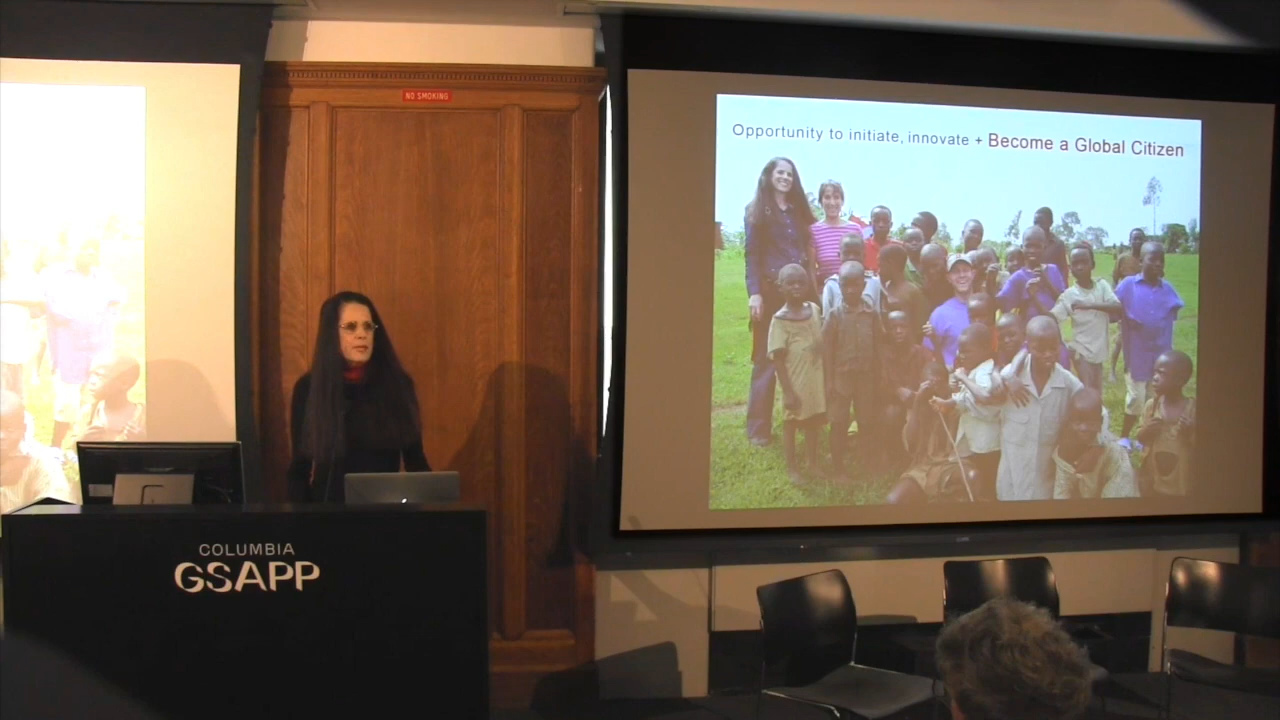 NO SMOKING
Opportunity to initiate, innovate + Become a Global Citizen
COLUMBIA
GSAPP